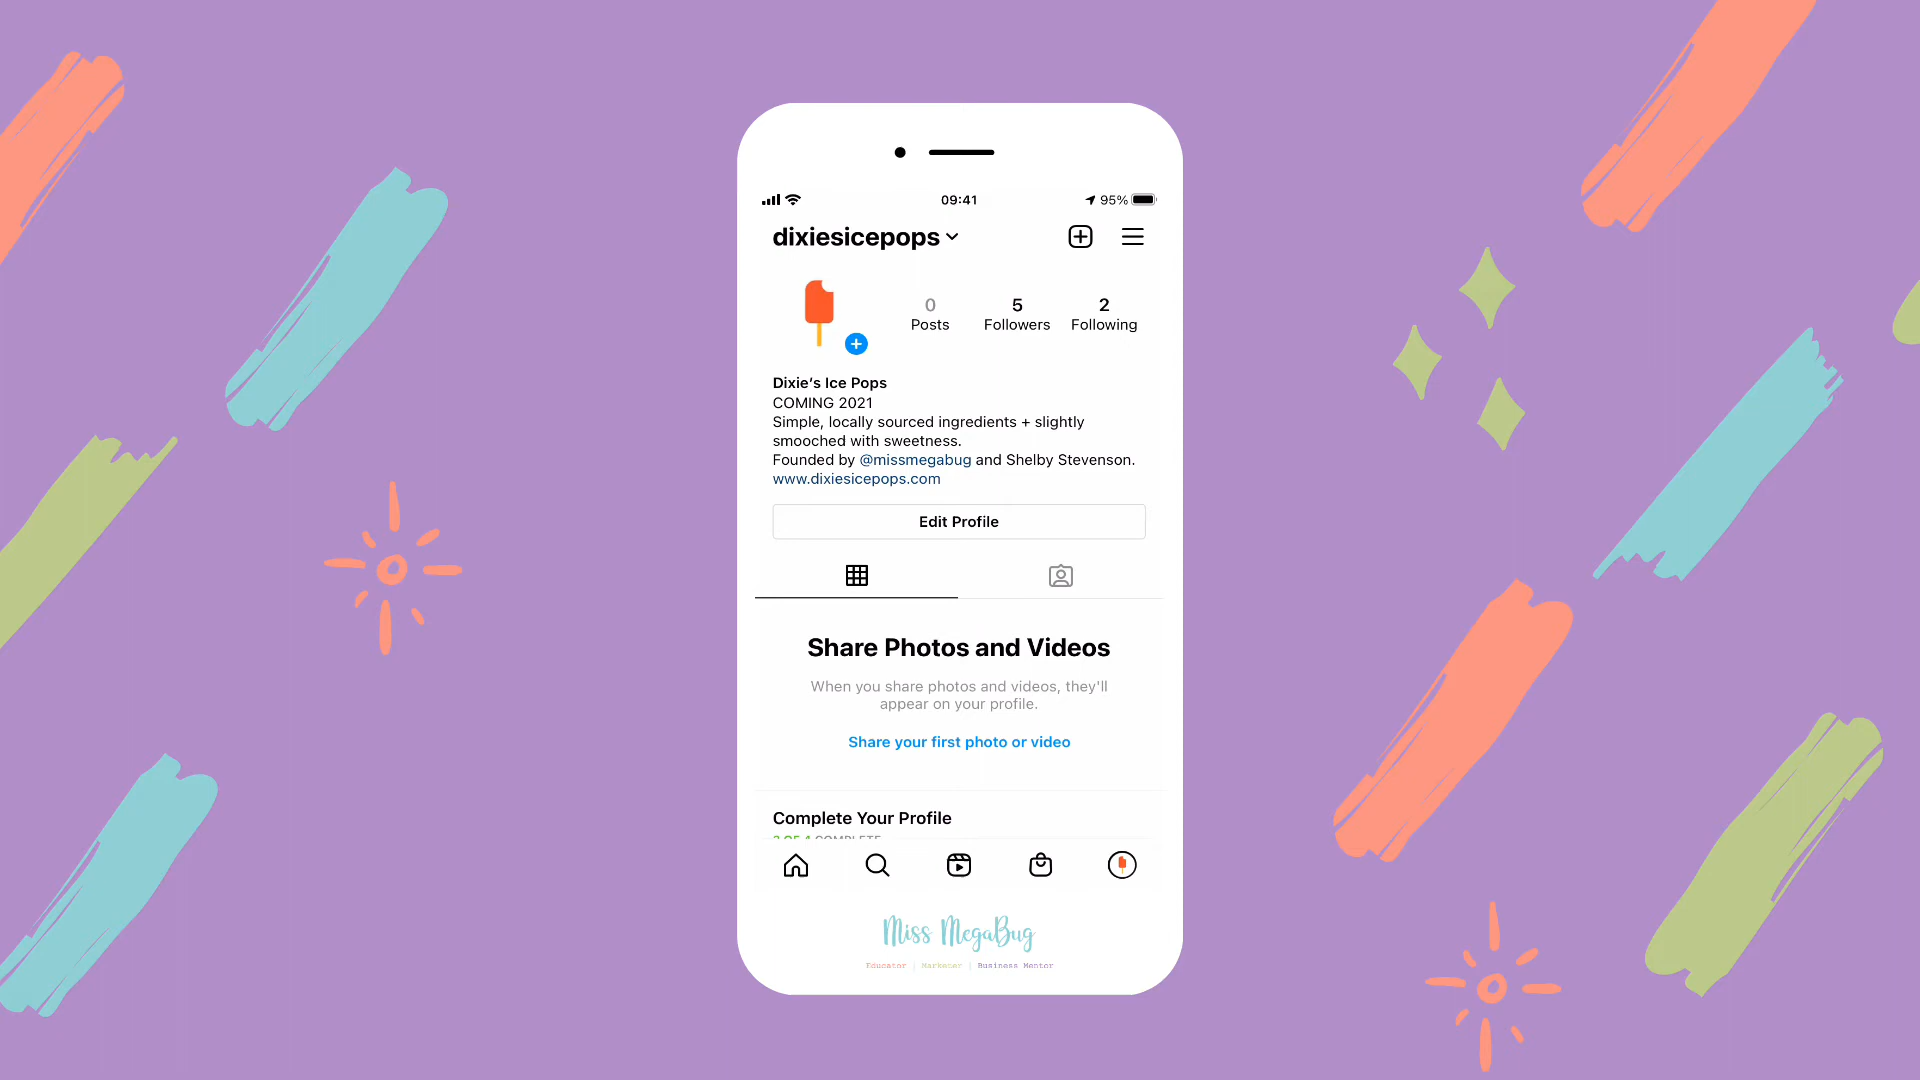 09:41
95%
dixiesicepops
0
Posts
5
Followers
2
Following
Dixie’s Ice Pops
COMING 2021
Simple, locally sourced ingredients + slightly
smooched with sweetness.
Founded by @missmegabug and Shelby Stevenson.
www.dixiesicepops.com
Edit Profile
Share Photos and Videos
When you share photos and videos, they'll
appear on your profile.
Share your first photo or video
Complete Your Profile
OF 4 COMPLETE
Miss MegaBug
Educator | Marketer | Business Mentor